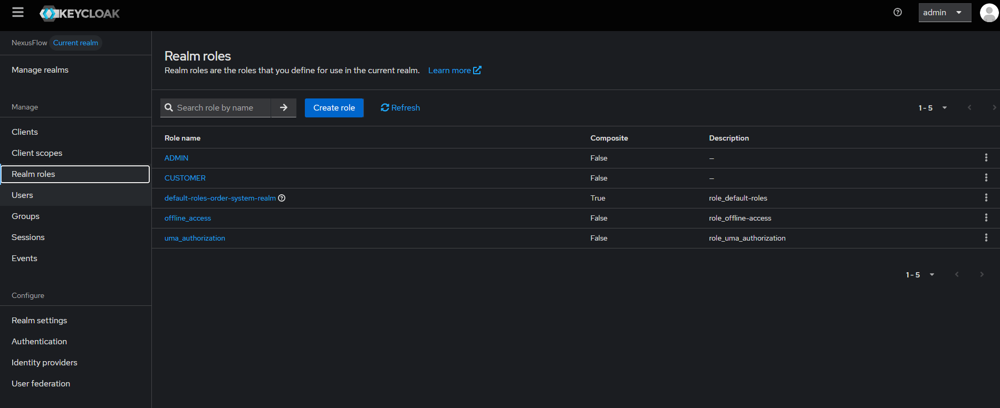 KEYCLOAK
admin
NexusFlow Current realm
Manage realms
Manage
Clients
Client scopes
Realm roles
Users
Groups
Sessions
Events
Configure
Realm settings
Authentication
Identity providers
User federation
Realm roles
Realm roles are the roles that you define for use in the current realm. Learn more
Search role by name Create role Refresh 1 - 5
Role name Composite Description
ADMIN False –
CUSTOMER False –
default-roles-order-system-realm True role_default-roles
offline_access False role_offline-access
uma_authorization False role_uma_authorization
1 - 5